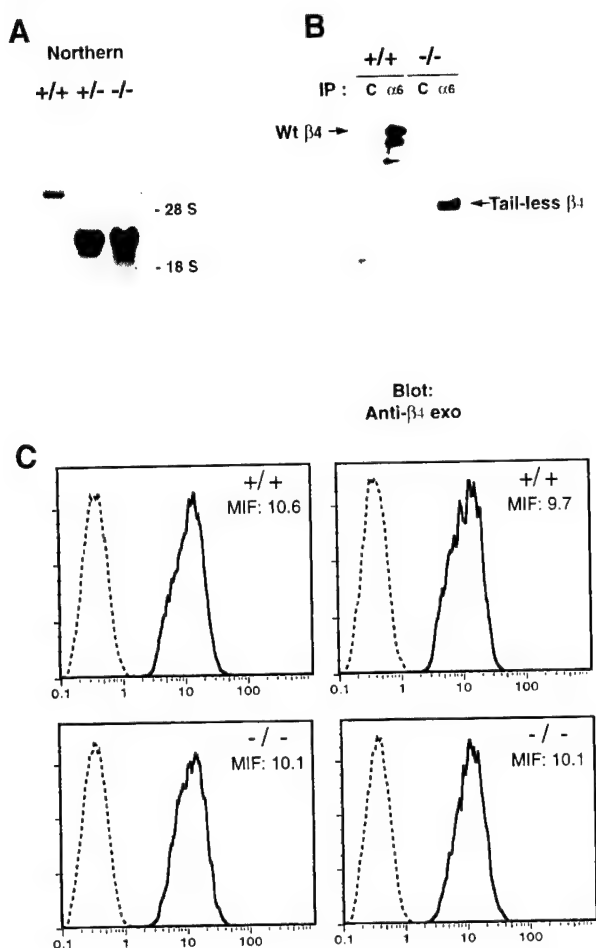 A
Northern
+/+ +/- -/-
- 28 S
- 18 S
B
+/+ -/-
IP : C α6 C α6
Wt β4 →
←Tail-less β4
Blot:
Anti-β4 exo
C
+/+
MIF: 10.6
0.1 1 10 100
+/+
MIF: 9.7
0.1 1 10 100
-/-
MIF: 10.1
0.1 1 10 100
-/-
MIF: 10.1
0.1 1 10 100